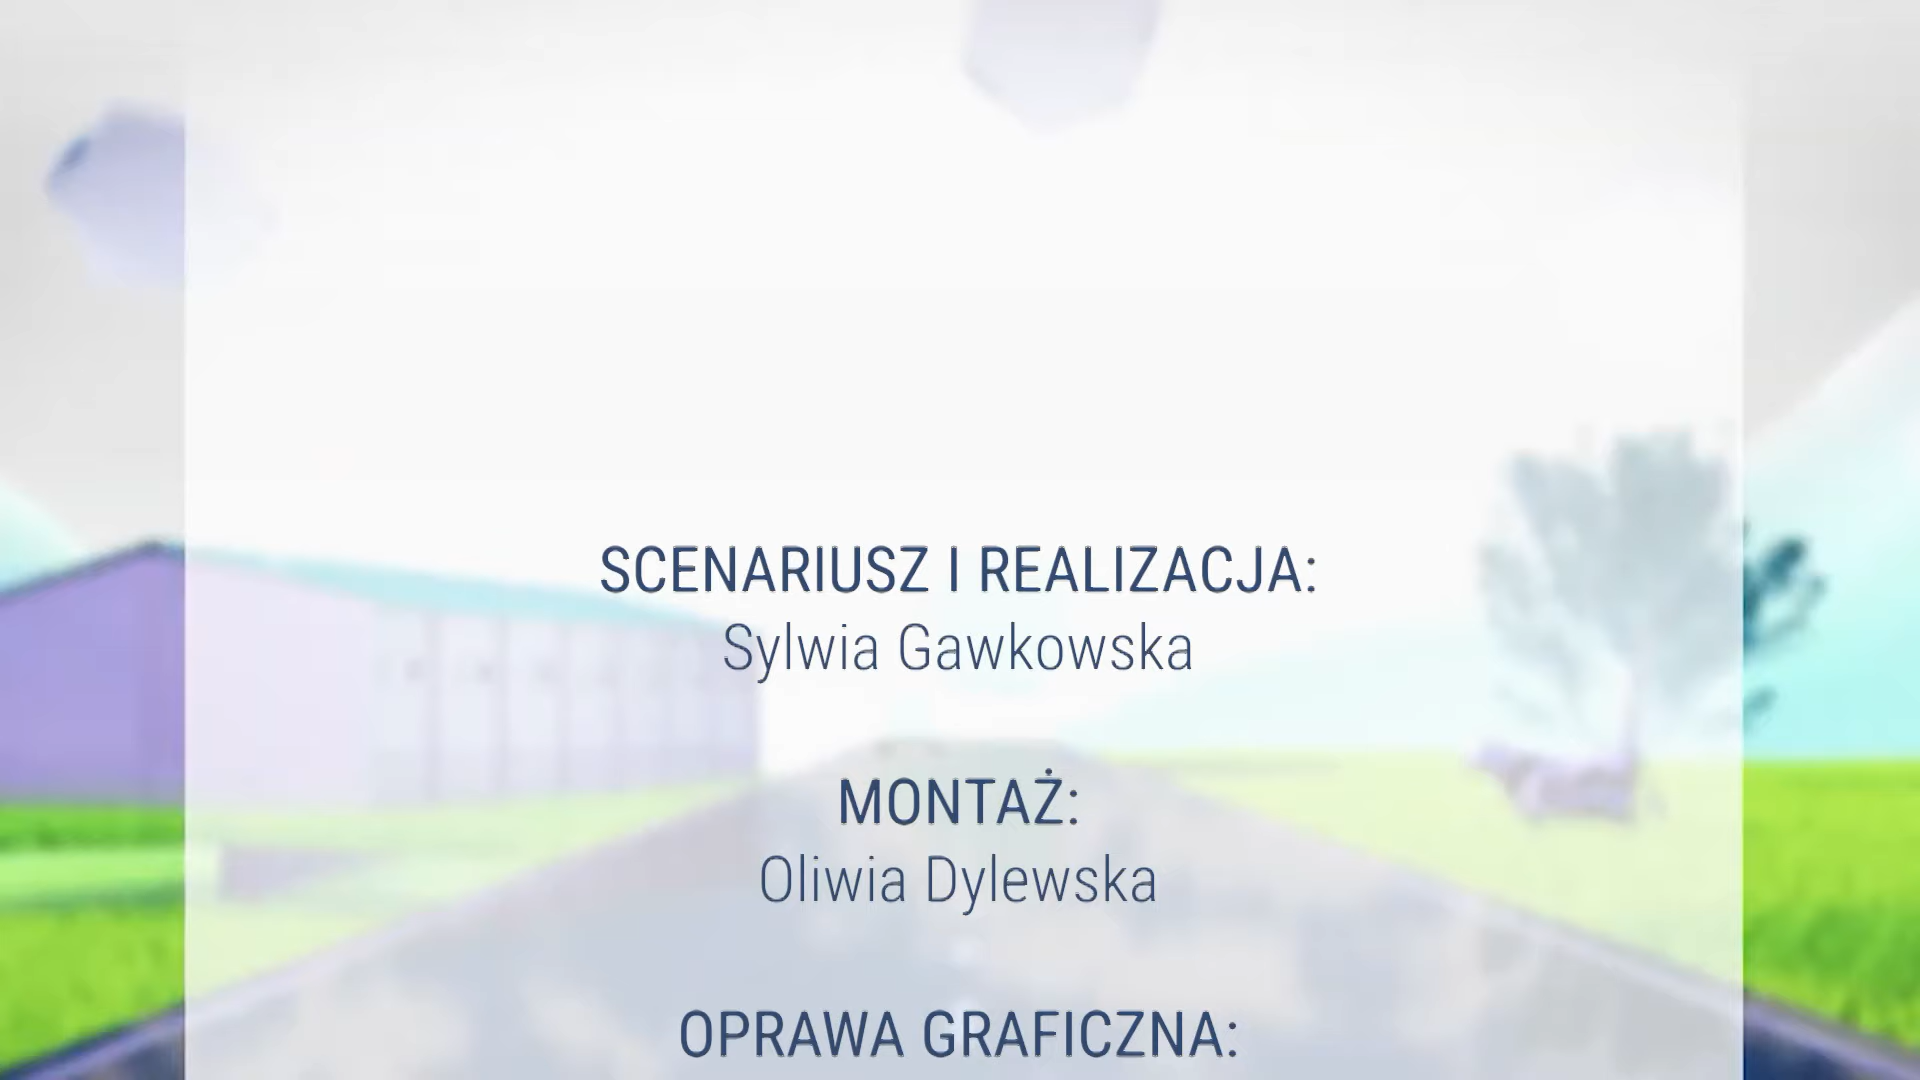 SCENARIUSZ I REALIZACJA:
Sylwia Gawkowska
MONTAŻ:
Oliwia Dylewska
OPRAWA GRAFICZNA: